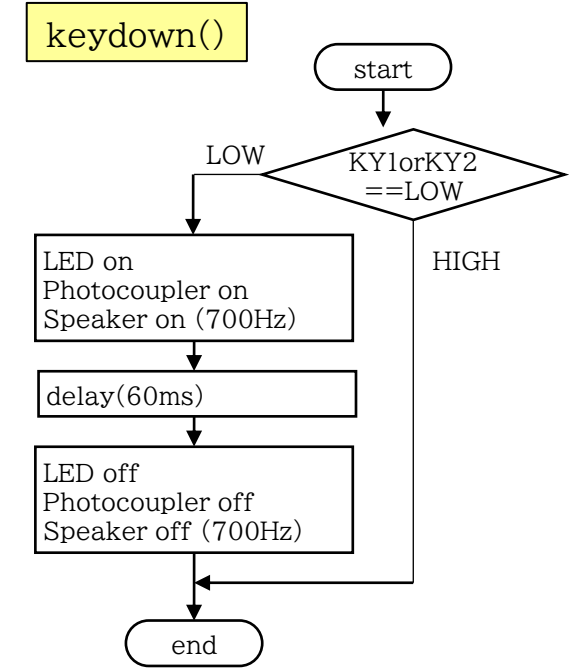 keydown()
start
LOW
KY1orKY2
==LOW
HIGH
LED on
Photocoupler on
Speaker on (700Hz)
delay(60ms)
LED off
Photocoupler off
Speaker off (700Hz)
end